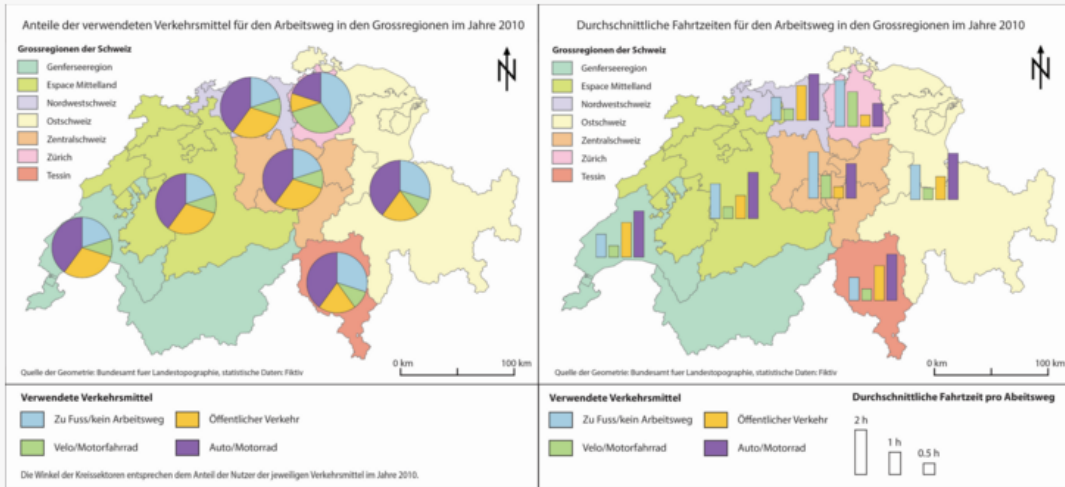 Anteile der verwendeten Verkehrsmittel für den Arbeitsweg in den Grossregionen im Jahre 2010
Grossregionen der Schweiz
Genferseeregion
Espace Mittelland
Nordwestschweiz
Ostschweiz
Zentralschweiz
Zürich
Tessin
N
0 km
100 km
Quelle der Geometrie: Bundesamt fuer Landestopographie, statistische Daten: Fiktiv
Verwendete Verkehrsmittel
Zu Fuss/kein Arbeitsweg
Öffentlicher Verkehr
Velo/Motorfahrrad
Auto/Motorrad
Die Winkel der Kreissektoren entsprechen dem Anteil der Nutzer der jeweiligen Verkehrsmittel im Jahre 2010.
Durchschnittliche Fahrtzeiten für den Arbeitsweg in den Grossregionen im Jahre 2010
Grossregionen der Schweiz
Genferseeregion
Espace Mittelland
Nordwestschweiz
Ostschweiz
Zentralschweiz
Zürich
Tessin
N
0 km
100 km
Quelle der Geometrie: Bundesamt fuer Landestopographie, statistische Daten: Fiktiv
Verwendete Verkehrsmittel
Zu Fuss/kein Arbeitsweg
Öffentlicher Verkehr
Velo/Motorfahrrad
Auto/Motorrad
Durchschnittliche Fahrtzeit pro Abeitsweg
2 h
1 h
0.5 h